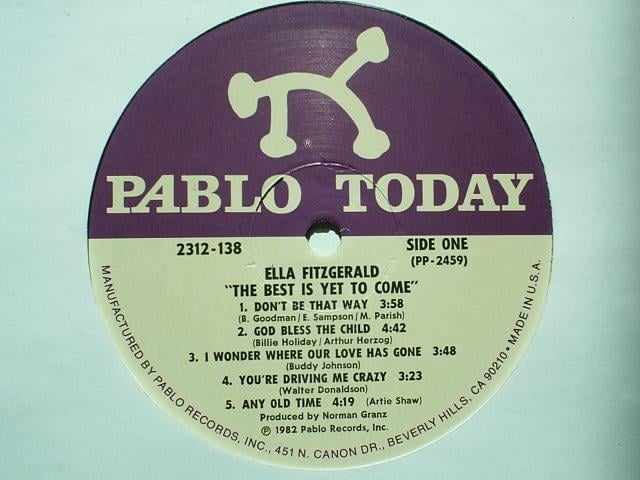 ®
PABLO TODAY
2312-138
SIDE ONE
(PP-2459)
ELLA FITZGERALD
"THE BEST IS YET TO COME"
1. DON'T BE THAT WAY 3:58
(B. Goodman/E. Sampson/M. Parish)
2. GOD BLESS THE CHILD 4:42
(Billie Holiday/Arthur Herzog)
3. I WONDER WHERE OUR LOVE HAS GONE 3:48
(Buddy Johnson)
4. YOU'RE DRIVING ME CRAZY 3:23
(Walter Donaldson)
5. ANY OLD TIME 4:19 (Artie Shaw)
Produced by Norman Granz
℗ 1982 Pablo Records, Inc.
MANUFACTURED BY PABLO RECORDS, INC., 451 N. CANON DR., BEVERLY HILLS, CA 90210 • MADE IN U.S.A.